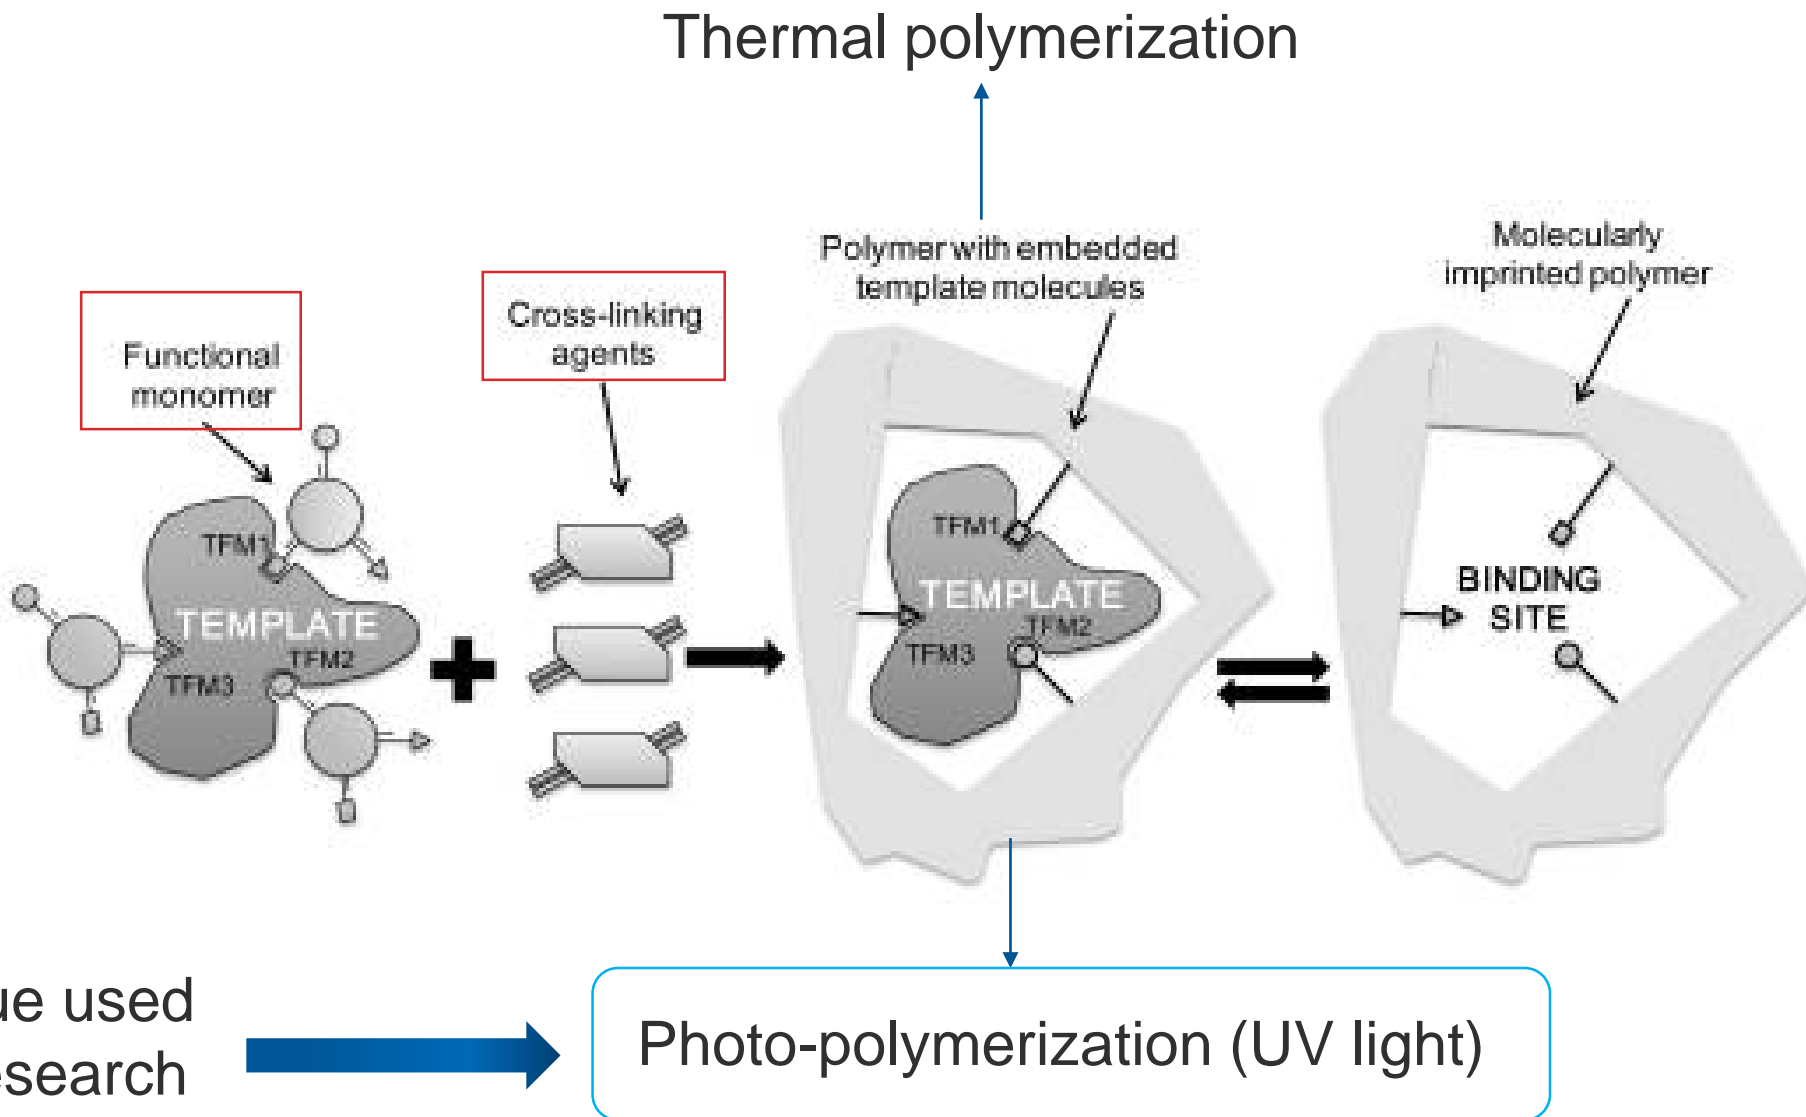 Thermal polymerization
Polymer with embedded
template molecules
Molecularly
imprinted polymer
Functional
monomer
Cross-linking
agents
TFM1
TEMPLATE
TFM2
TFM3
TFM1
TEMPLATE
TFM2
TFM3
BINDING
SITE
ue used
esearch
Photo-polymerization (UV light)